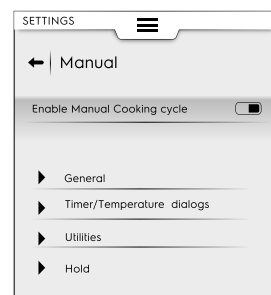 SETTINGS
Manual
Enable Manual Cooking cycle
General
Timer/Temperature dialogs
Utilities
Hold